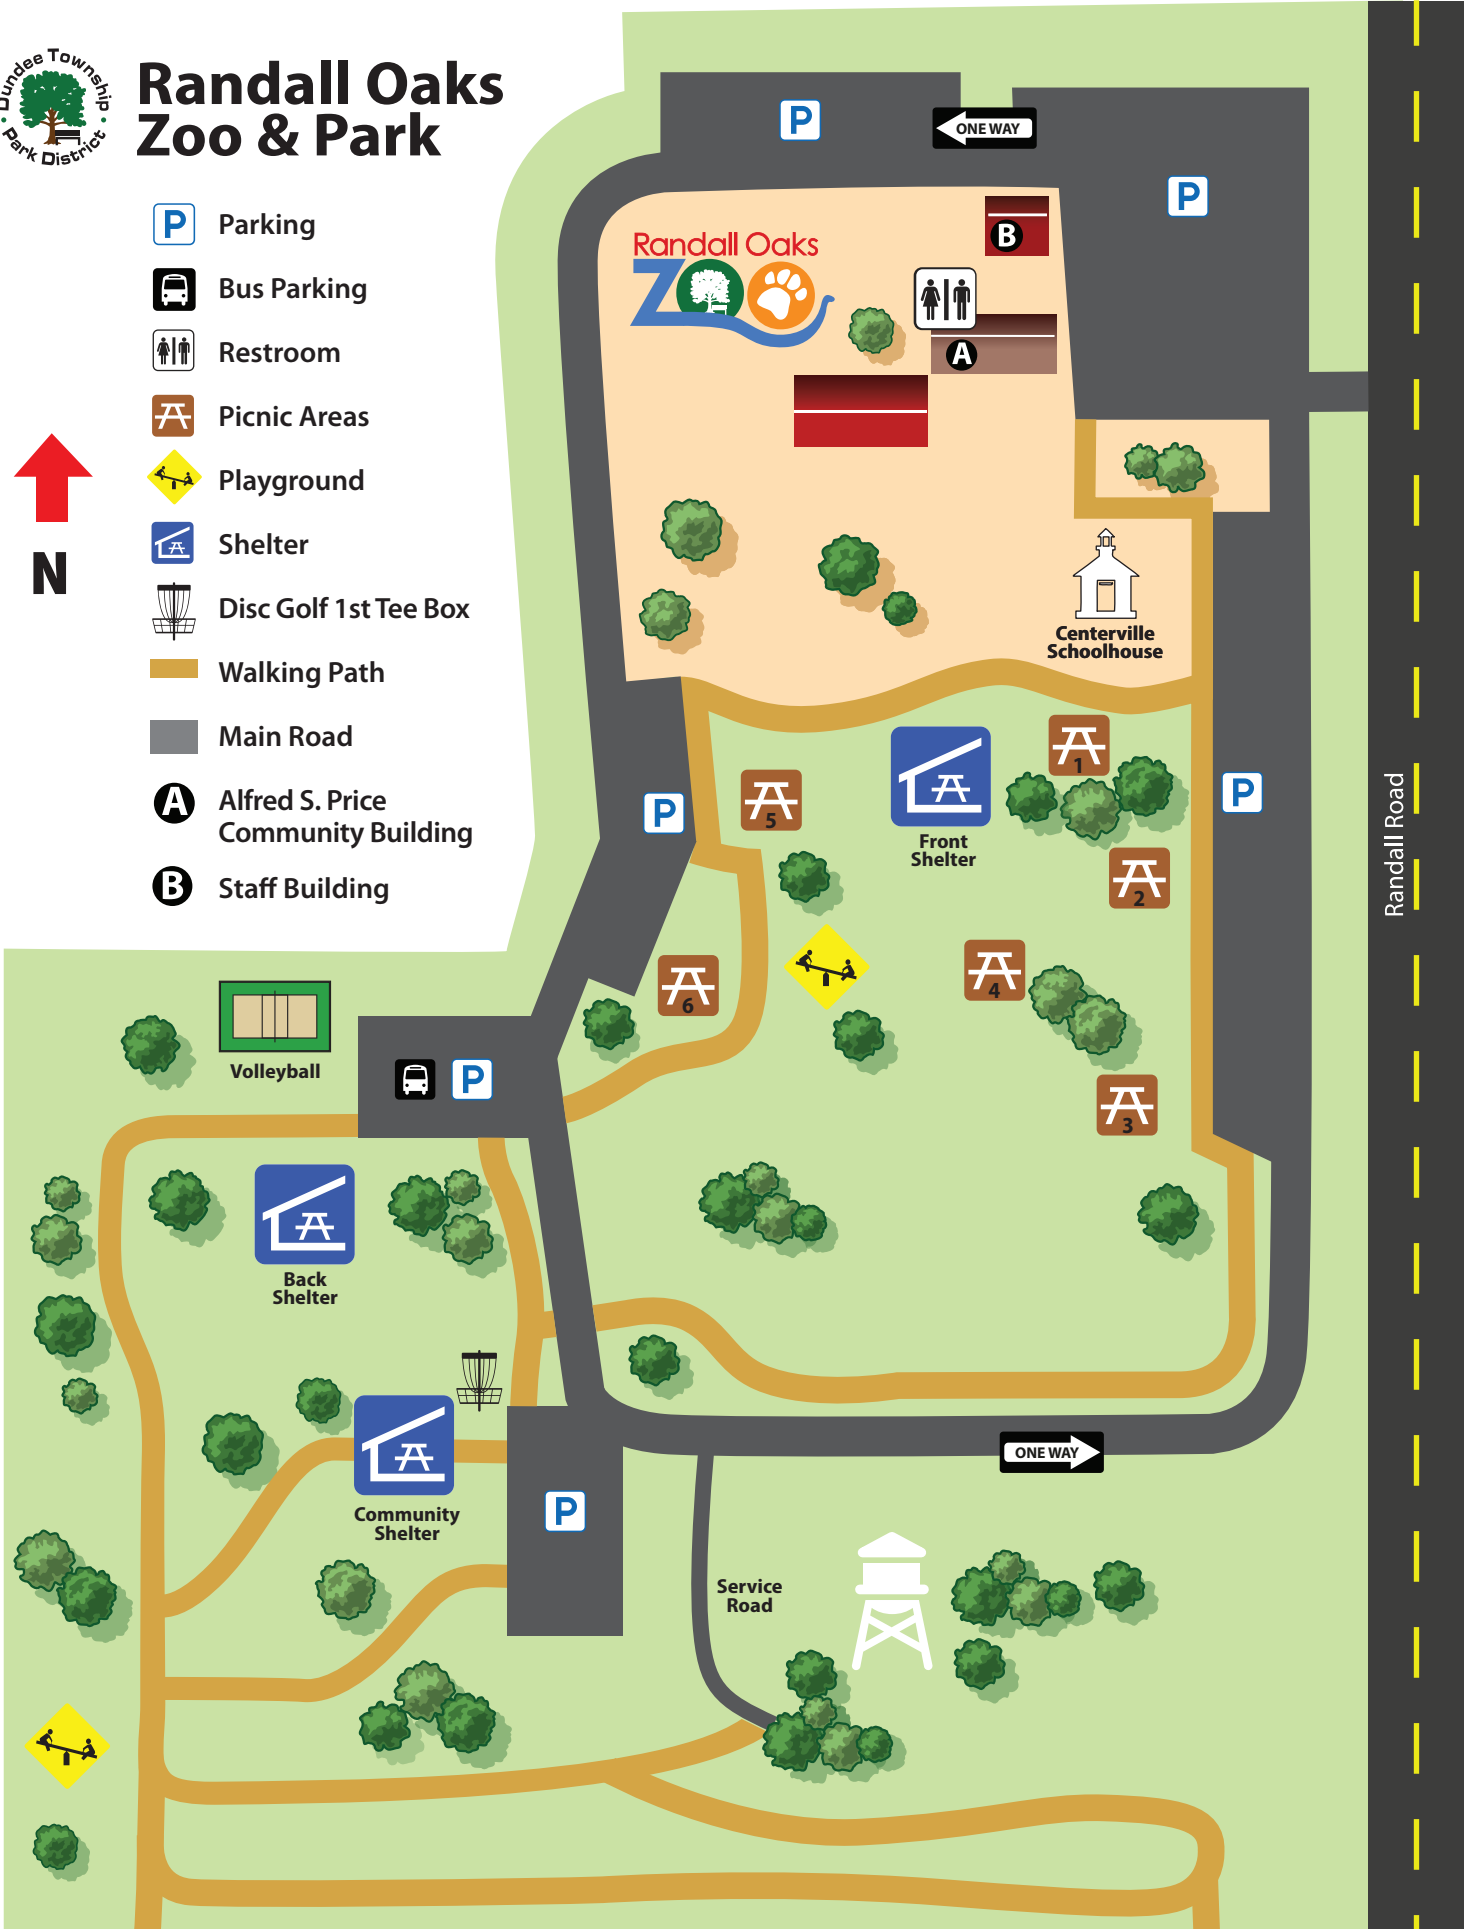 Dundee Township
Park District
Randall Oaks
Zoo & Park
P Parking
Bus Parking
Restroom
Picnic Areas
Playground
Shelter
Disc Golf 1st Tee Box
Walking Path
Main Road
A Alfred S. Price
Community Building
B Staff Building
N
P
ONE WAY
P
Randall Oaks
ZOO
B
A
Centerville
Schoolhouse
1
5
Front
Shelter
P
P
2
Randall Road
4
6
3
Volleyball
P
Back
Shelter
Community
Shelter
ONE WAY
P
Service
Road